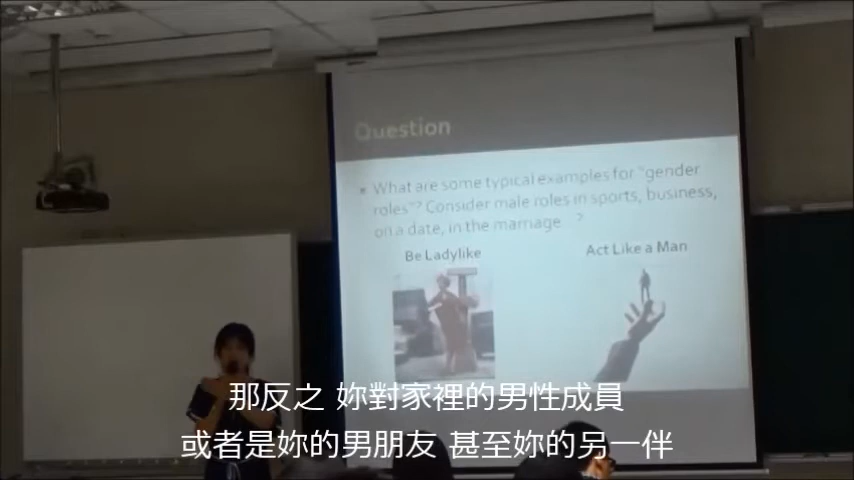 Question
What are some typical examples for "gender
roles"? Consider male roles in sports, business,
on a date, in the marriage ?
Be Ladylike
Act Like a Man
那反之 妳對家裡的男性成員
或者是妳的男朋友 甚至妳的另一伴